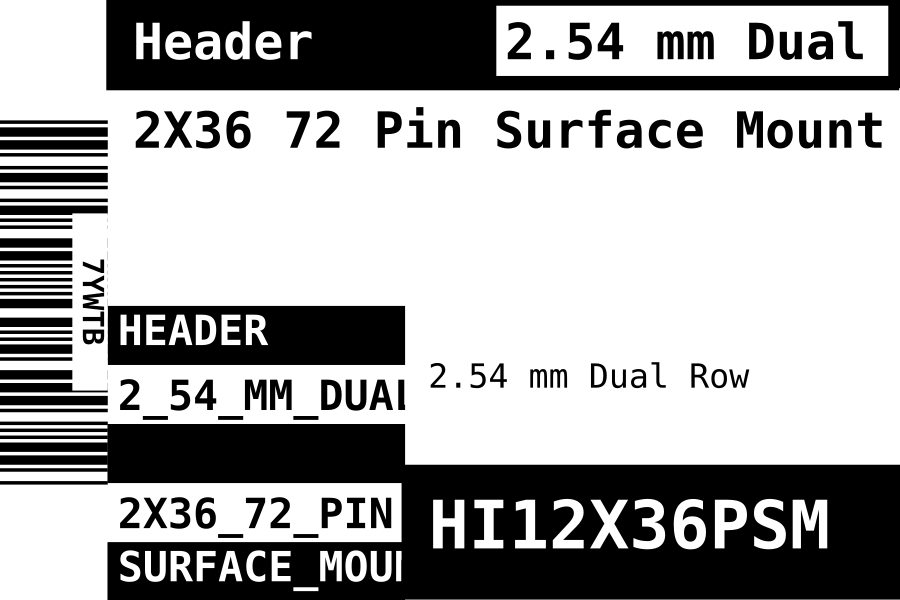 Header
2.54 mm Dual
2X36 72 Pin Surface Mount
7YWTB
HEADER
2_54_MM_DUAL
2.54 mm Dual Row
2X36_72_PIN
HI12X36PSM
SURFACE_MOU